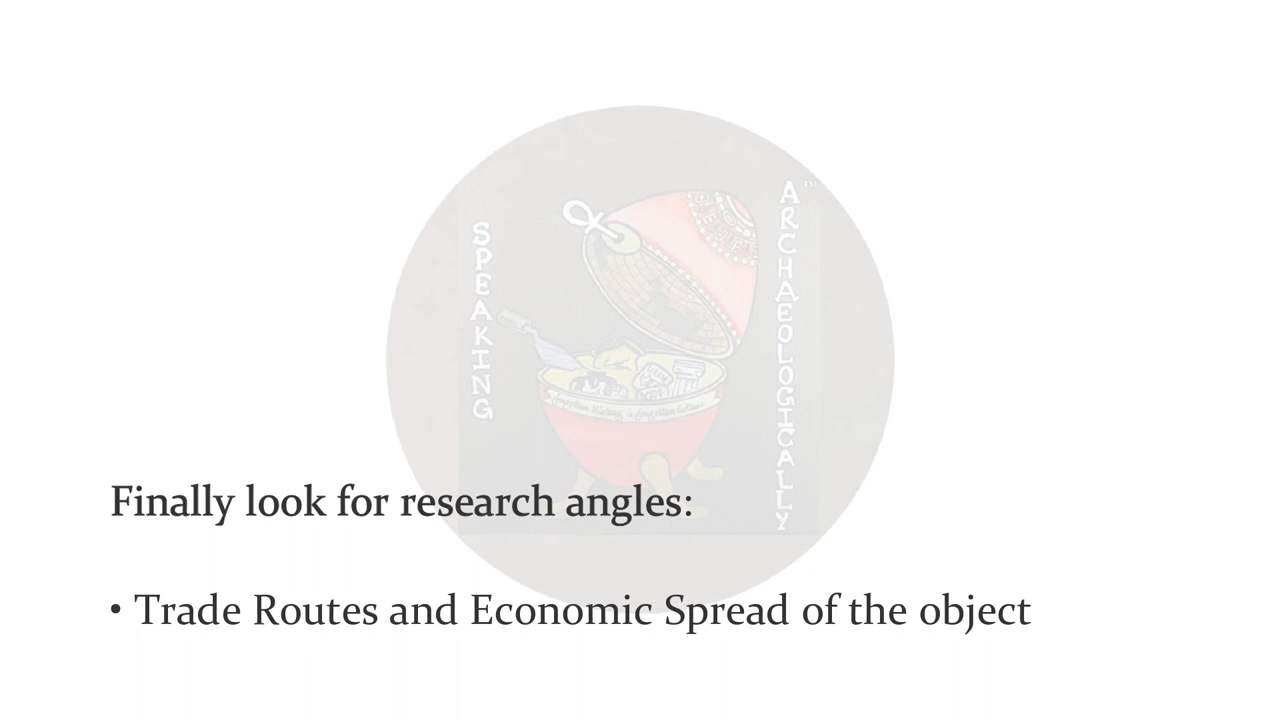 SPEAKING
ARCHAEOLOGICALLY
Finally look for research angles:
• Trade Routes and Economic Spread of the object